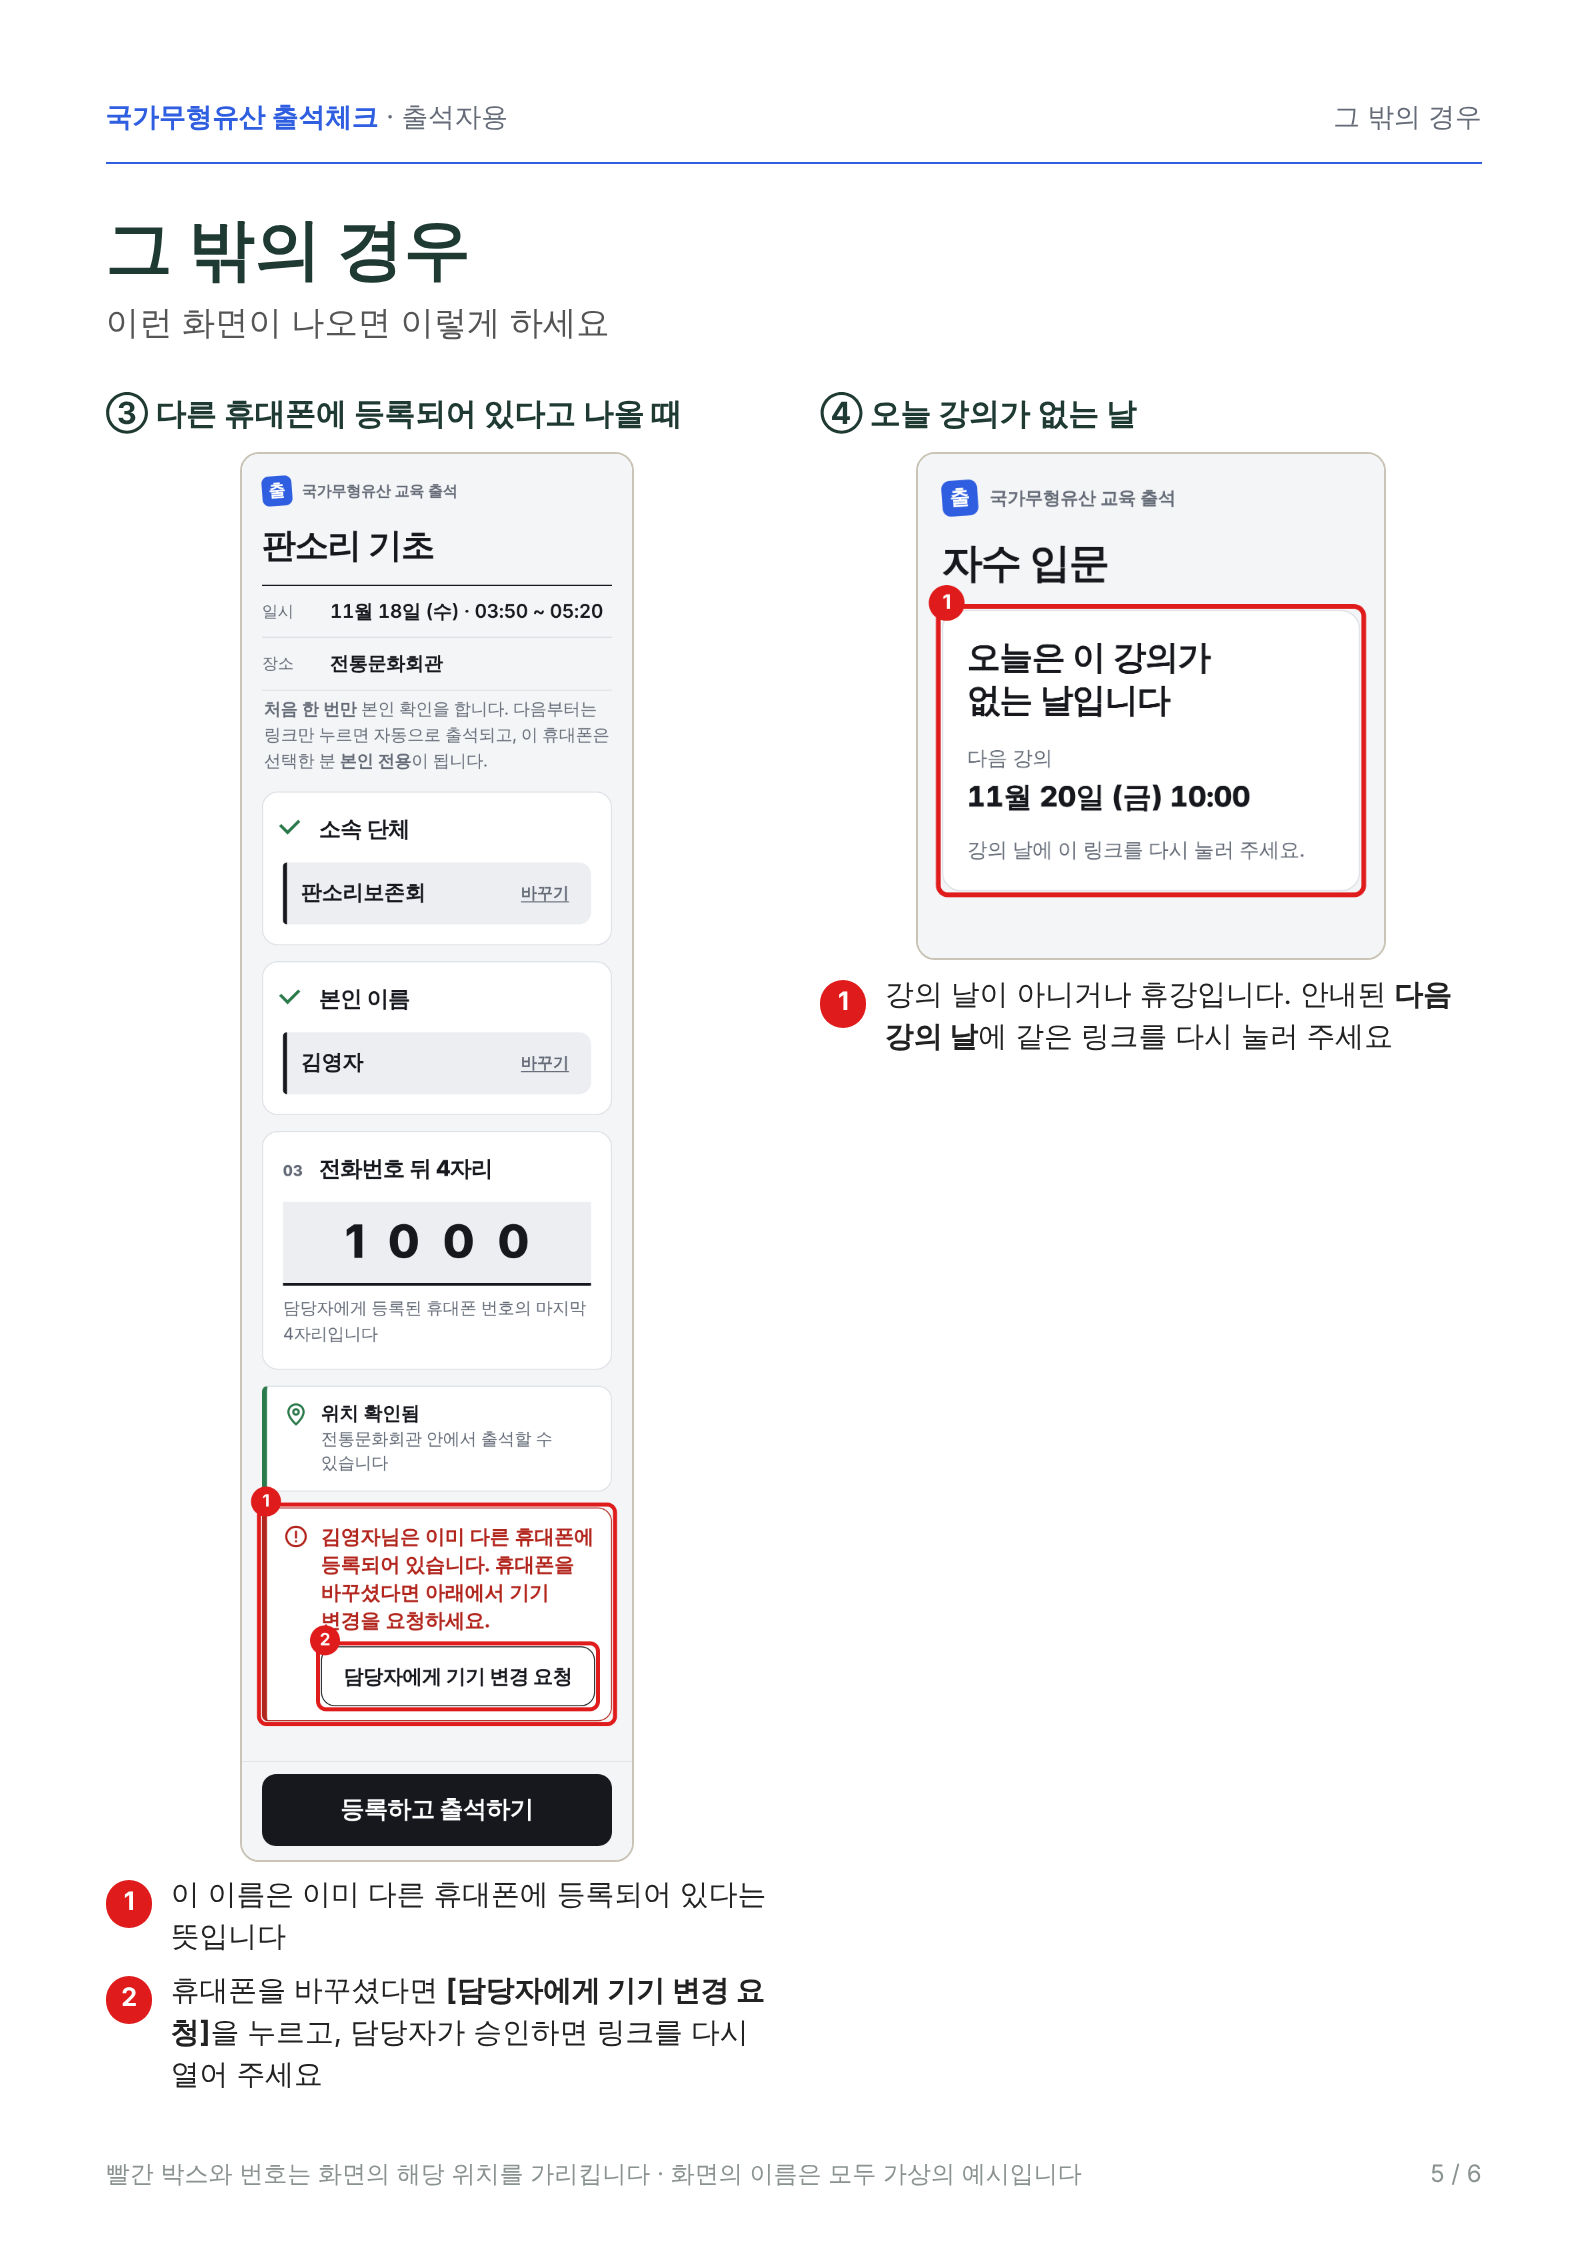 국가무형유산 출석체크 · 출석자용
그 밖의 경우
그 밖의 경우
이런 화면이 나오면 이렇게 하세요
③ 다른 휴대폰에 등록되어 있다고 나올 때
출 국가무형유산 교육 출석
판소리 기초
일시 11월 18일 (수) · 03:50 ~ 05:20
장소 전통문화회관
처음 한 번만 본인 확인을 합니다. 다음부터는
링크만 누르면 자동으로 출석되고, 이 휴대폰은
선택한 분 본인 전용이 됩니다.
소속 단체
판소리보존회 바꾸기
본인 이름
김영자 바꾸기
03 전화번호 뒤 4자리
1 0 0 0
담당자에게 등록된 휴대폰 번호의 마지막
4자리입니다
위치 확인됨
전통문화회관 안에서 출석할 수
있습니다
1
김영자님은 이미 다른 휴대폰에
등록되어 있습니다. 휴대폰을
바꾸셨다면 아래에서 기기
변경을 요청하세요.
2
담당자에게 기기 변경 요청
등록하고 출석하기
1 이 이름은 이미 다른 휴대폰에 등록되어 있다는
뜻입니다
2 휴대폰을 바꾸셨다면 [담당자에게 기기 변경 요
청]을 누르고, 담당자가 승인하면 링크를 다시
열어 주세요
④ 오늘 강의가 없는 날
출 국가무형유산 교육 출석
자수 입문
1
오늘은 이 강의가
없는 날입니다
다음 강의
11월 20일 (금) 10:00
강의 날에 이 링크를 다시 눌러 주세요.
1 강의 날이 아니거나 휴강입니다. 안내된 다음
강의 날에 같은 링크를 다시 눌러 주세요
빨간 박스와 번호는 화면의 해당 위치를 가리킵니다 · 화면의 이름은 모두 가상의 예시입니다
5 / 6